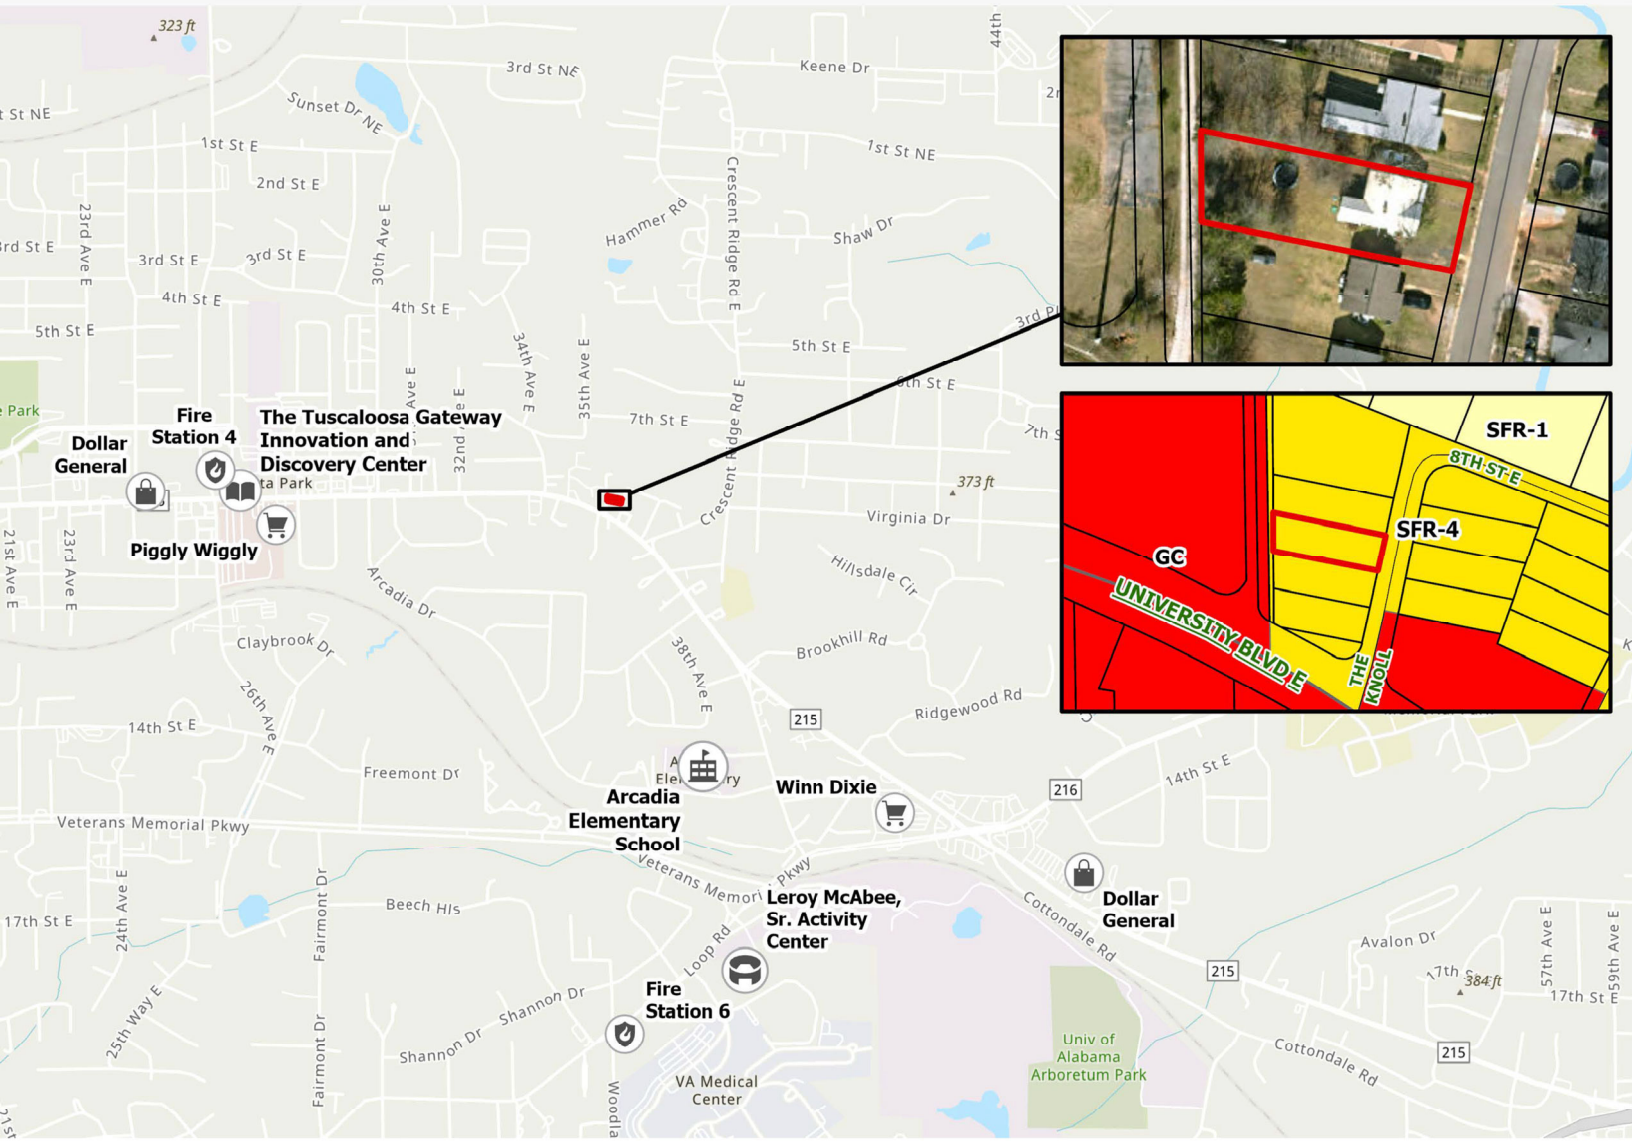 323 ft
44th
3rd St NE
Keene Dr
Sunset Dr NE
t St NE
1st St E
1st St NE
2nd St E
Crescent Ridge Rd E
23rd Ave E
30th Ave E
Hammer Rd
Shaw Dr
3rd St E
3rd St E
3rd St E
4th St E
4th St E
3rd Pl
5th St E
34th Ave E
35th Ave E
5th St E
6th St E
e Park
Ave E
32nd Ave E
7th St E
7th S
Crescent Ridge Rd E
Fire
Station 4
The Tuscaloosa Gateway
Innovation and
Discovery Center
Dollar
General
ta Park
373 ft
Virginia Dr
21st Ave E
23rd Ave E
Piggly Wiggly
Arcadia Dr
Hillsdale Cir
Claybrook Dr
38th Ave E
Brookhill Rd
26th Ave E
14th St E
215
Ridgewood Rd
Freemont Dr
Arcadia
Elementary
School
Winn Dixie
216
14th St E
Veterans Memorial Pkwy
Veterans Memori
Pkwy
Dollar
General
24th Ave E
17th St E
Fairmont Dr
Beech Hls
Leroy McAbee,
Sr. Activity
Center
Loop Rd
Cottondale Rd
Avalon Dr
57th Ave E
59th Ave E
215
17th S
384 ft
17th St E
25th Way E
Shannon Dr
Shannon Dr
Fire
Station 6
Fairmont Dr
Univ of
Alabama
Arboretum Park
Cottondale Rd
215
VA Medical
Center
Woodla
21st
SFR-1
8TH ST E
SFR-4
GC
UNIVERSITY BLVD E
THE
KNOLL